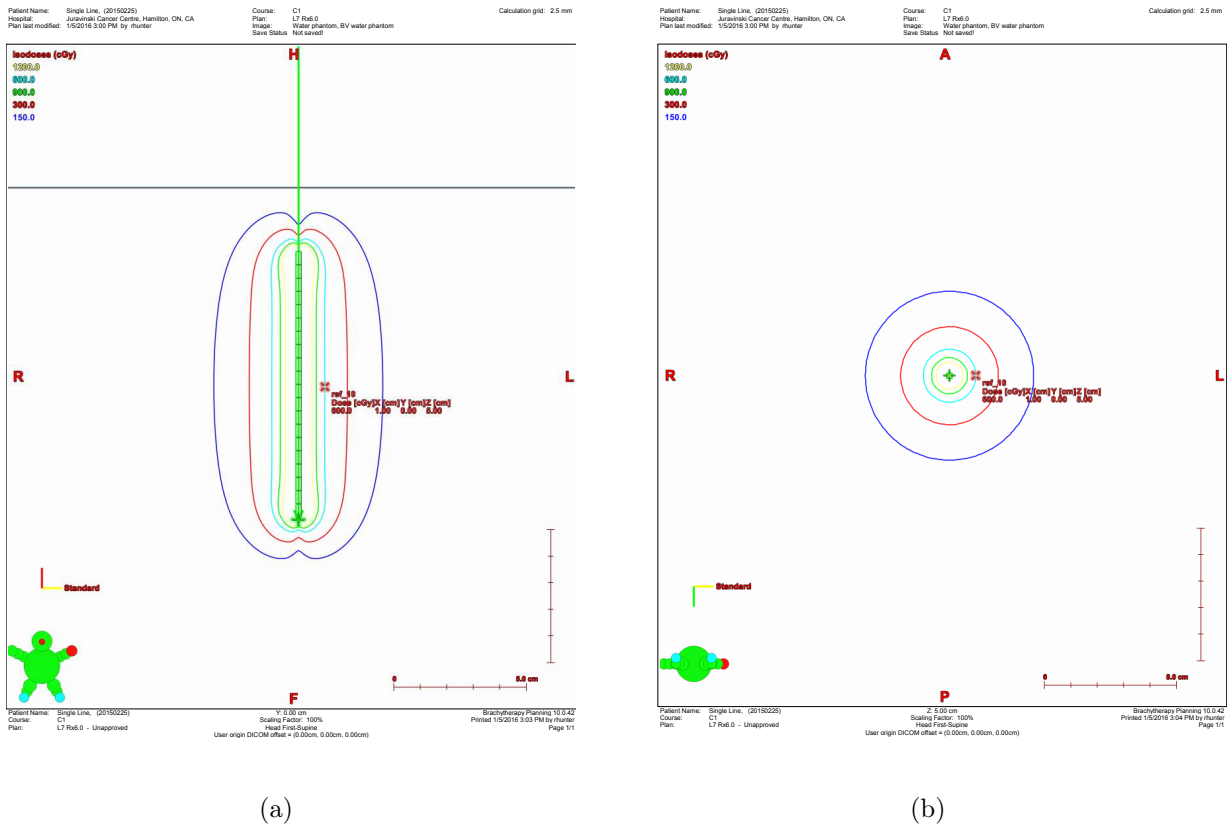 Patient Name: Single Line, (20150225)
Hospital: Juravinski Cancer Centre, Hamilton, ON, CA
Plan last modified: 1/5/2016 3:00 PM by rhunter
Course: C1
Plan: L7 Rx6.0
Image: Water phantom, BV water phantom
Save Status Not saved!
Calculation grid: 2.5 mm
Isodoses (cGy)
1200.0
600.0
900.0
300.0
150.0
H
R
L
ref_10
Dose [cGy]X [cm]Y [cm]Z [cm]
600.0 1.00 0.00 5.00
Standard
0 5.0 cm
F
Patient Name: Single Line, (20150225)
Course: C1
Plan: L7 Rx6.0 - Unapproved
Y: 0.00 cm
Scaling Factor: 100%
Head First-Supine
User origin DICOM offset = (0.00cm, 0.00cm, 0.00cm)
Brachytherapy Planning 10.0.42
Printed 1/5/2016 3:03 PM by rhunter
Page 1/1
(a)
Patient Name: Single Line, (20150225)
Hospital: Juravinski Cancer Centre, Hamilton, ON, CA
Plan last modified: 1/5/2016 3:00 PM by rhunter
Course: C1
Plan: L7 Rx6.0
Image: Water phantom, BV water phantom
Save Status Not saved!
Calculation grid: 2.5 mm
Isodoses (cGy)
1200.0
600.0
900.0
300.0
150.0
A
R
L
ref_10
Dose [cGy]X [cm]Y [cm]Z [cm]
600.0 1.00 0.00 5.00
Standard
0 5.0 cm
P
Patient Name: Single Line, (20150225)
Course: C1
Plan: L7 Rx6.0 - Unapproved
Z: 5.00 cm
Scaling Factor: 100%
Head First-Supine
User origin DICOM offset = (0.00cm, 0.00cm, 0.00cm)
Brachytherapy Planning 10.0.42
Printed 1/5/2016 3:04 PM by rhunter
Page 1/1
(b)